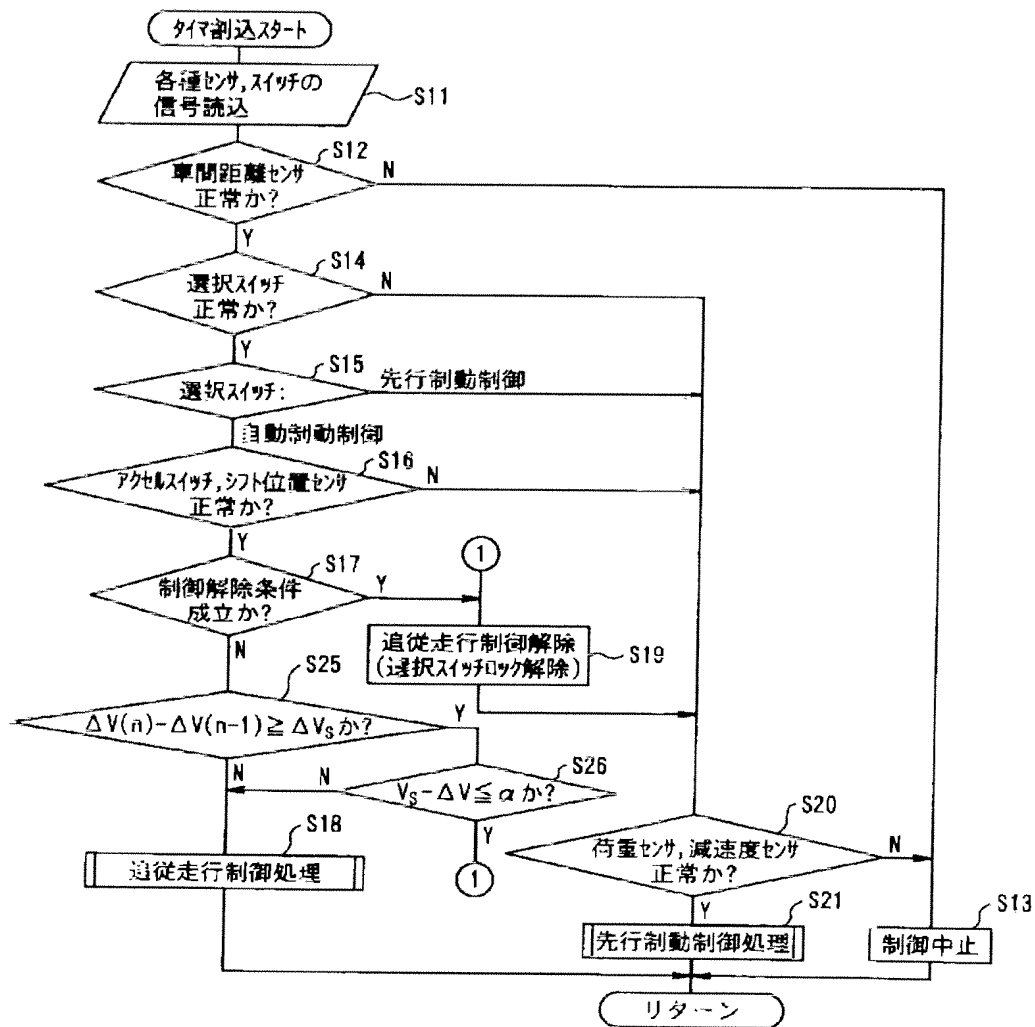 タイマ割込スタート
各種センサ,スイッチの
信号読込
S11
S12
車間距離センサ
正常か?
N
Y
S14
選択スイッチ
正常か?
N
Y
S15
選択スイッチ:
先行制動制御
自動制動制御
S16
アクセルスイッチ,シフト位置センサ
正常か?
N
Y
S17
制御解除条件
成立か?
Y
N
1
追従走行制御解除
(選択スイッチロック解除)
S19
S25
ΔV(n)-ΔV(n-1)≧ΔVsか?
Y
N
S26
Vs-ΔV≦αか?
N
Y
1
S18
追従走行制御処理
S20
荷重センサ,減速度センサ
正常か?
N
Y
S21
先行制動制御処理
S13
制御中止
リターン